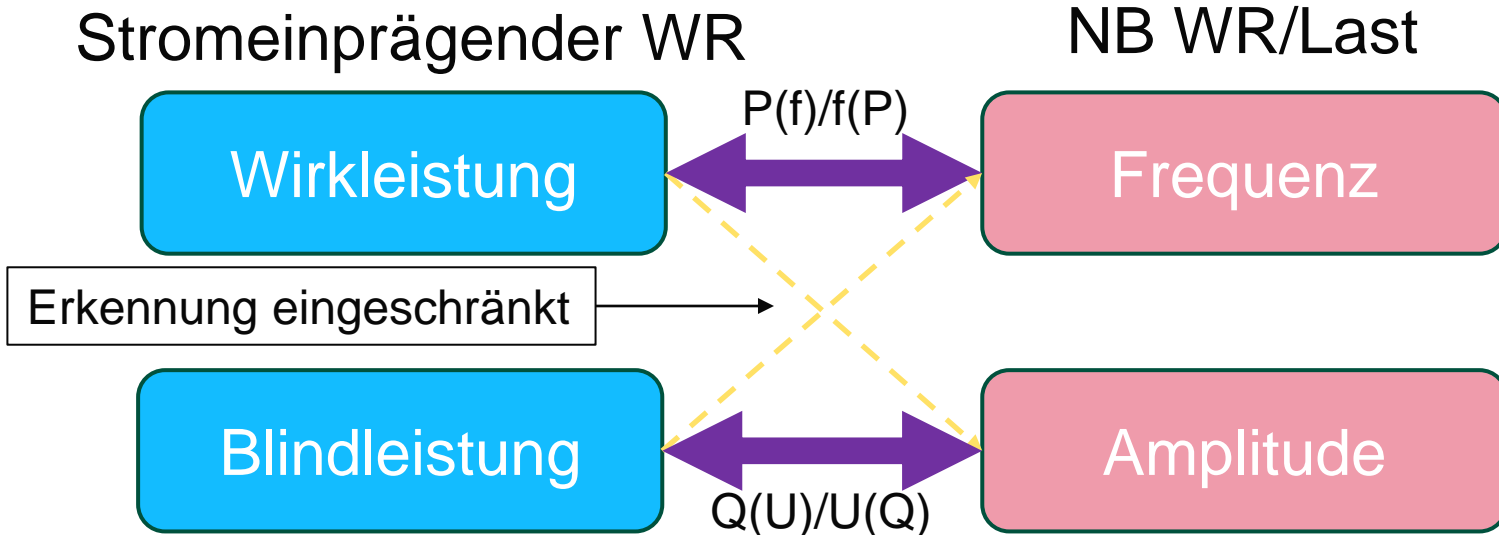 Stromeinprägender WR
NB WR/Last
P(f)/f(P)
Wirkleistung
Frequenz
Erkennung eingeschränkt
Blindleistung
Amplitude
Q(U)/U(Q)